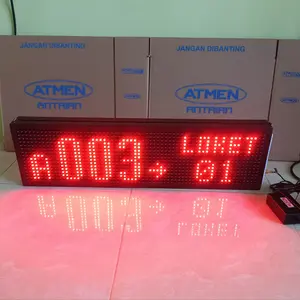 JANGAN DIBANTING
JANGAN DIBANTING
ATMEN
ANTRIAN
ATMEN
ANTRIAN
A003→ LOKET
01